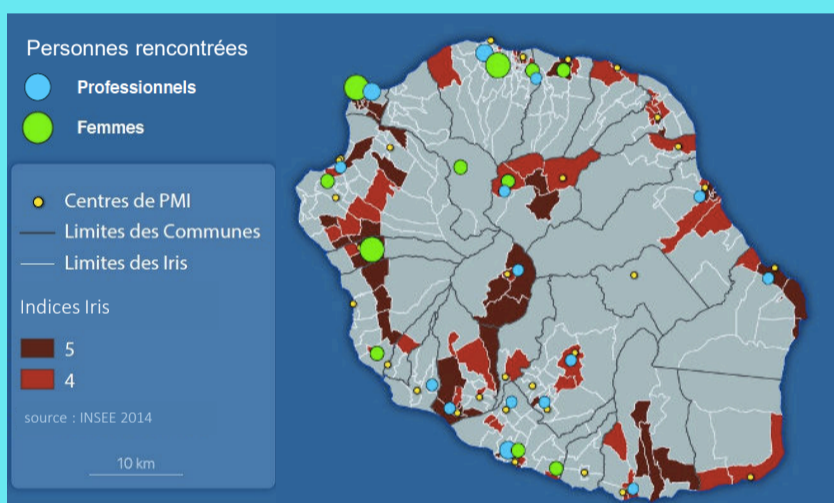 Personnes rencontrées
Professionnels
Femmes
Centres de PMI
Limites des Communes
Limites des Iris
Indices Iris
5
4
source : INSEE 2014
10 km